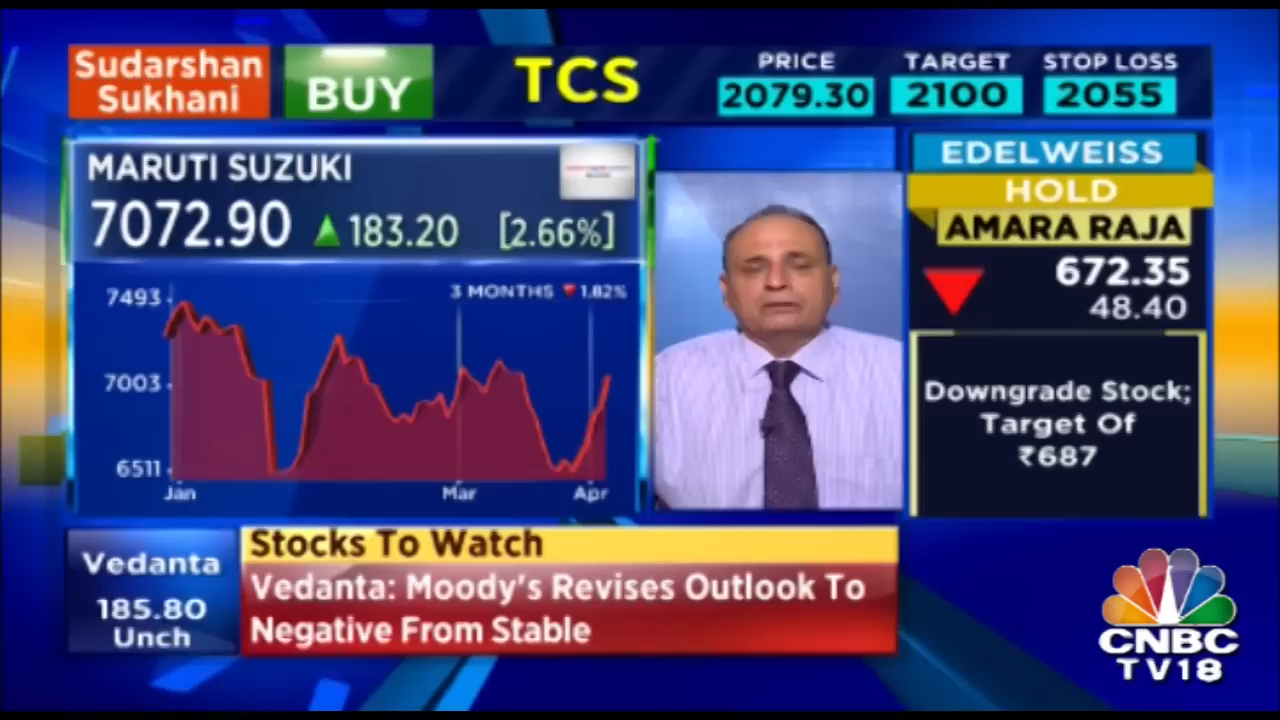 Sudarshan
Sukhani
BUY
TCS
PRICE
2079.30
TARGET
2100
STOP LOSS
2055
MARUTI SUZUKI
7072.90 ▲ 183.20 [2.66%]
3 MONTHS ▼ 1.82%
7493
7003
6511
Jan Mar Apr
EDELWEISS
HOLD
AMARA RAJA
▼ 672.35
48.40
Downgrade Stock;
Target Of
₹687
Vedanta
185.80
Unch
Stocks To Watch
Vedanta: Moody's Revises Outlook To
Negative From Stable
CNBC
TV18